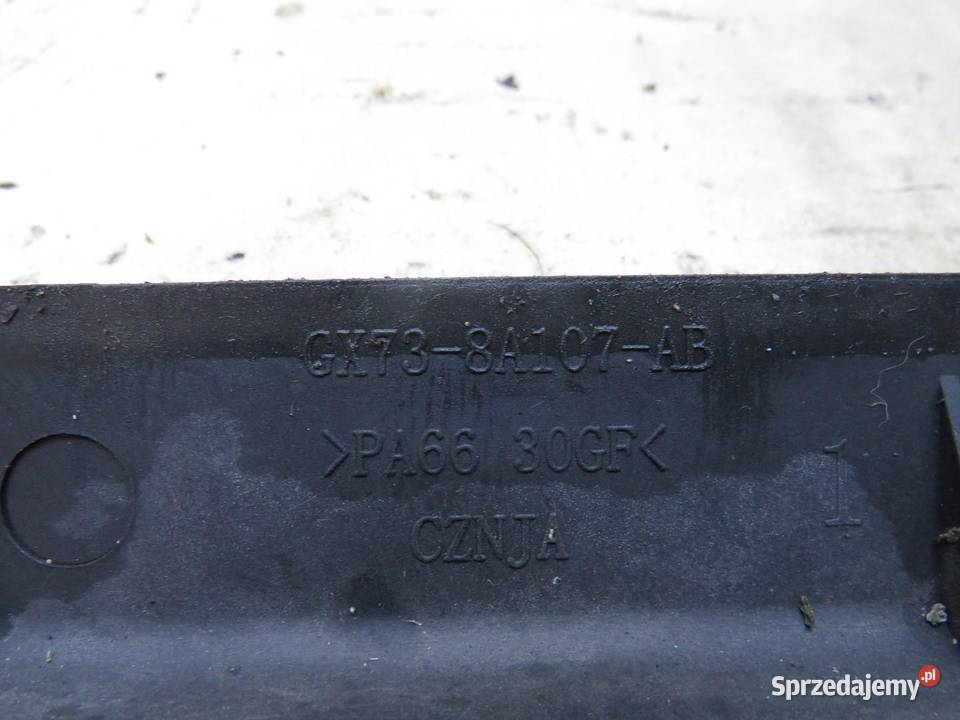 GX73-8A107-AB
>PA66 30GF<
1
CZNJA
Sprzedajemy.pl